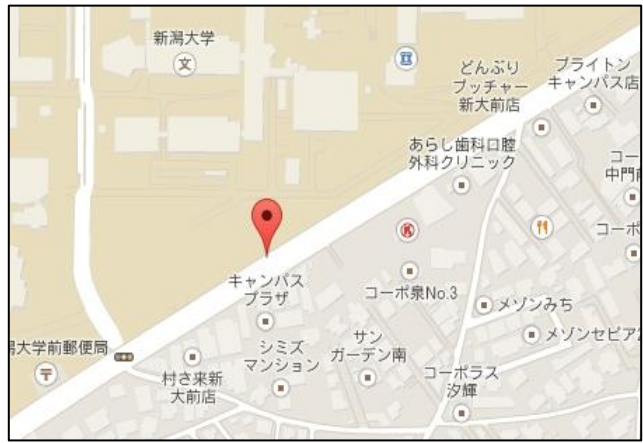 新潟大学
文
どんぶり
ブッチャー
新大前店
ブライトン
キャンパス店
あらし歯科口腔
外科クリニック
コー
中門前
コーポ
キャンパス
プラザ
コーポ泉No.3
メゾンみち
メゾンセピア
潟大学前郵便局
〒
シミズ
マンション
サン
ガーデン南
村さ来新
大前店
コーポラス
汐輝